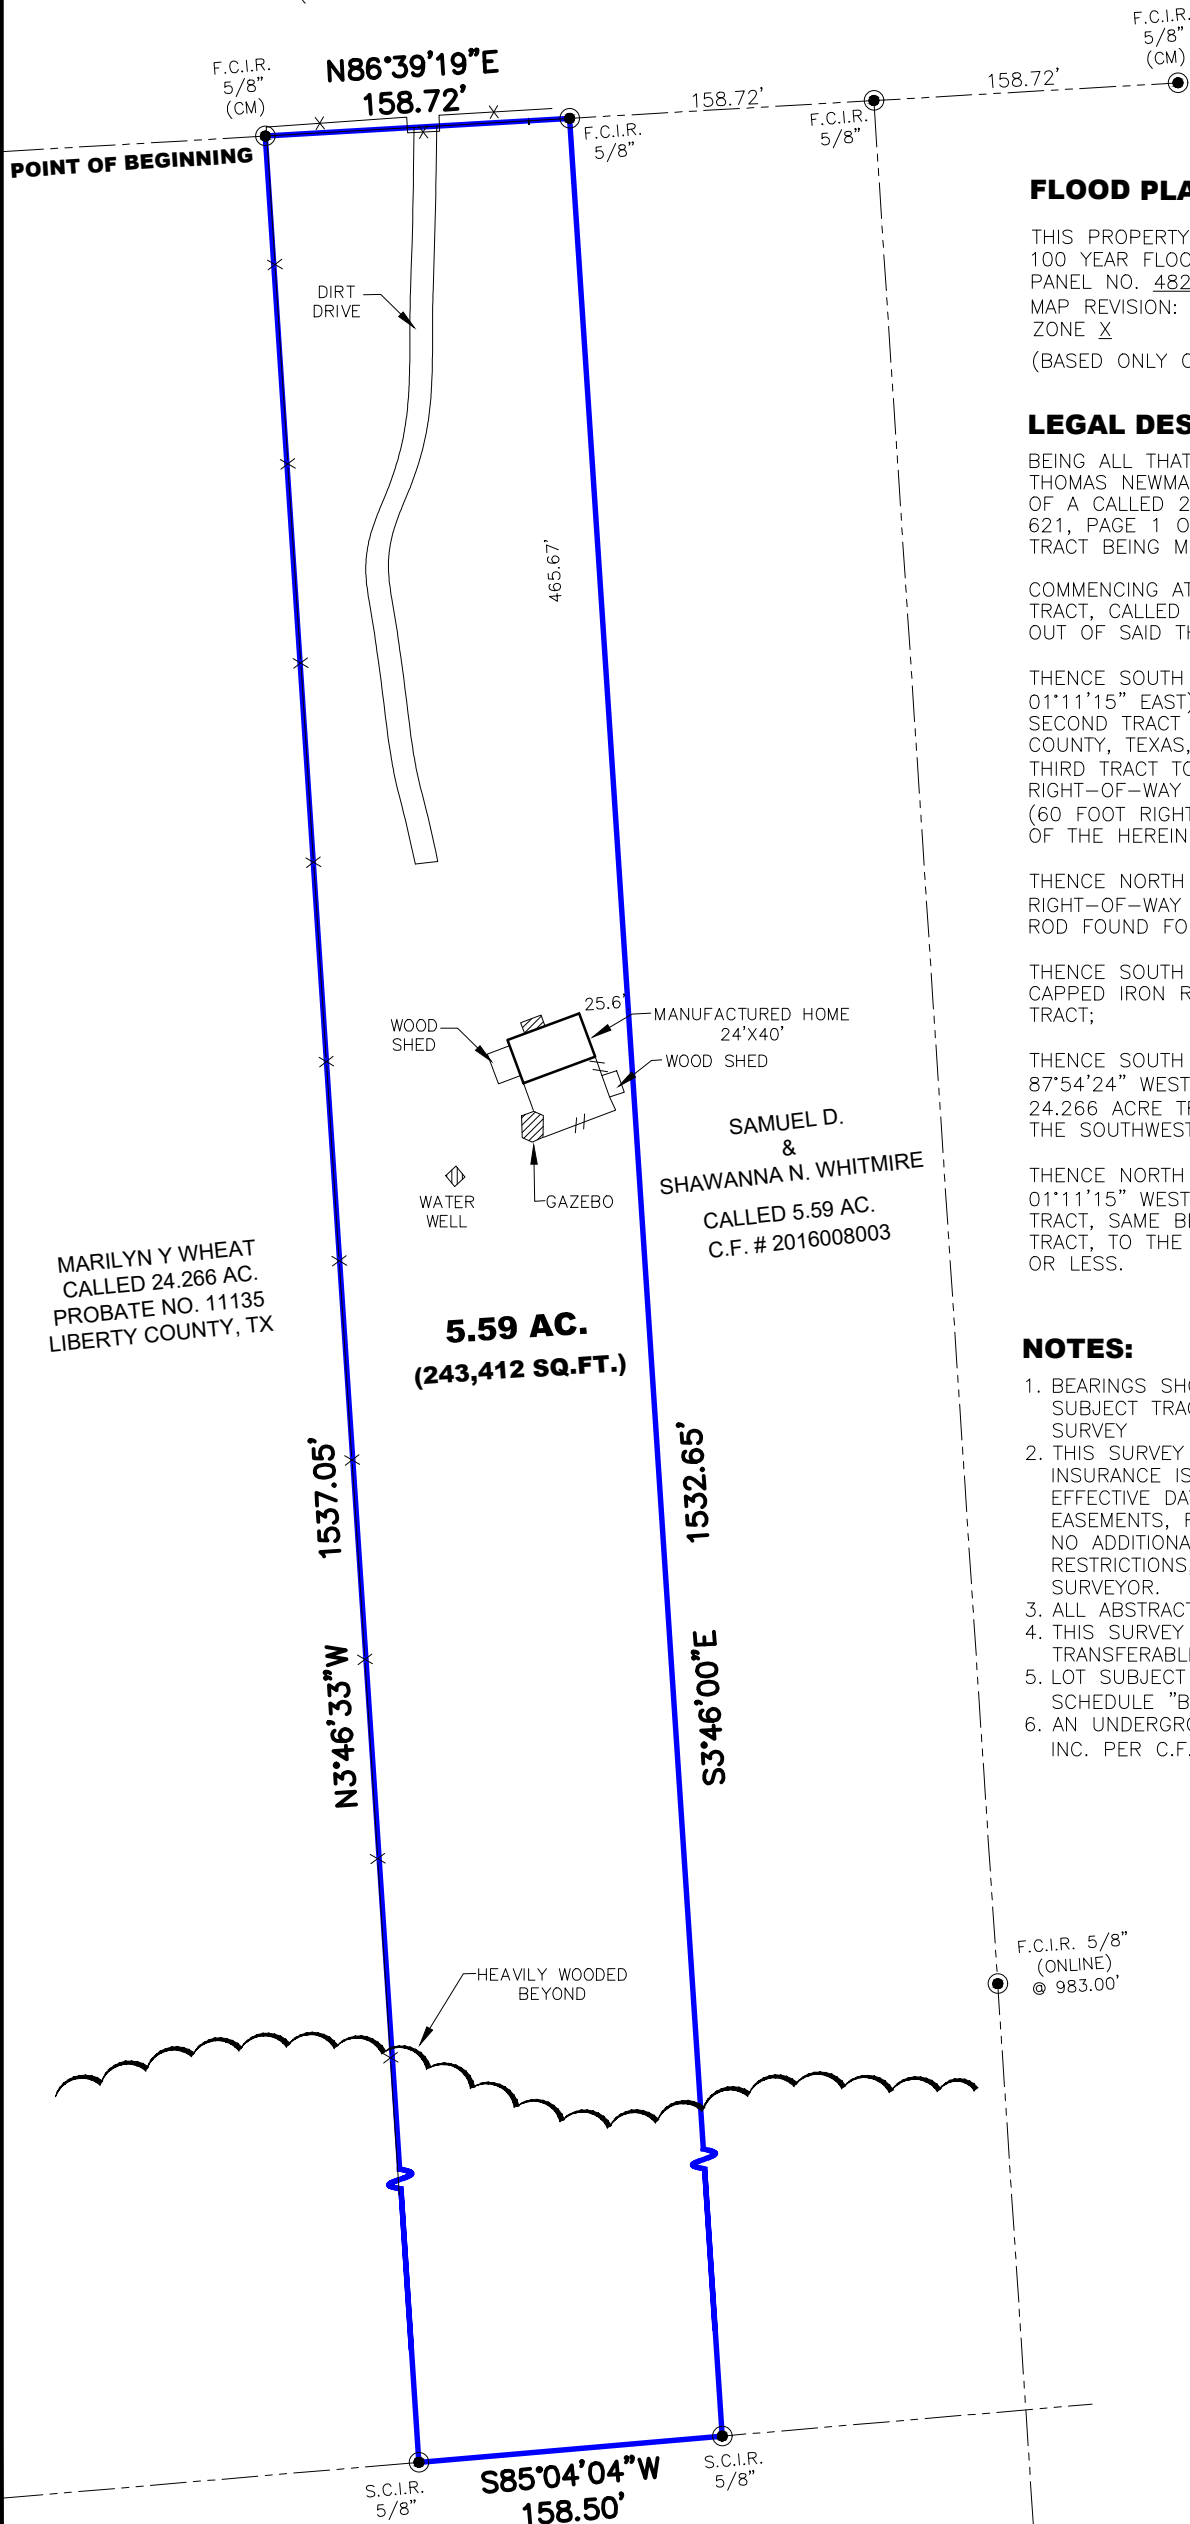 F.C.I.R.
5/8"
(CM)
N86°39'19"E
158.72'
158.72'
158.72'
F.C.I.R.
5/8"
(CM)
F.C.I.R.
5/8"
F.C.I.R.
5/8"
POINT OF BEGINNING
DIRT
DRIVE
465.67'
25.6'
MANUFACTURED HOME
24'X40'
WOOD
SHED
WOOD SHED
GAZEBO
WATER
WELL
SAMUEL D.
&
SHAWANNA N. WHITMIRE
CALLED 5.59 AC.
C.F. # 2016008003
MARILYN Y WHEAT
CALLED 24.266 AC.
PROBATE NO. 11135
LIBERTY COUNTY, TX
5.59 AC.
(243,412 SQ.FT.)
1537.05'
N3°46'33"W
1532.65'
S3°46'00"E
HEAVILY WOODED
BEYOND
F.C.I.R. 5/8"
(ONLINE)
@ 983.00'
S.C.I.R.
5/8"
S85°04'04"W
158.50'
S.C.I.R.
5/8"
FLOOD PLA
THIS PROPERTY
100 YEAR FLOO
PANEL NO. 482
MAP REVISION:
ZONE X
(BASED ONLY O
LEGAL DES
BEING ALL THAT
THOMAS NEWMA
OF A CALLED 2
621, PAGE 1 O
TRACT BEING M
COMMENCING AT
TRACT, CALLED
OUT OF SAID TH
THENCE SOUTH
01°11'15" EAST)
SECOND TRACT
COUNTY, TEXAS,
THIRD TRACT TO
RIGHT-OF-WAY
(60 FOOT RIGHT
OF THE HEREIN
THENCE NORTH
RIGHT-OF-WAY
ROD FOUND FO
THENCE SOUTH
CAPPED IRON R
TRACT;
THENCE SOUTH
87°54'24" WEST
24.266 ACRE TR
THE SOUTHWEST
THENCE NORTH
01°11'15" WEST
TRACT, SAME BE
TRACT, TO THE
OR LESS.
NOTES:
1. BEARINGS SHO
SUBJECT TRAC
SURVEY
2. THIS SURVEY
INSURANCE IS
EFFECTIVE DA
EASEMENTS, R
NO ADDITIONA
RESTRICTIONS,
SURVEYOR.
3. ALL ABSTRACT
4. THIS SURVEY
TRANSFERABLE
5. LOT SUBJECT
SCHEDULE "B
6. AN UNDERGRO
INC. PER C.F.